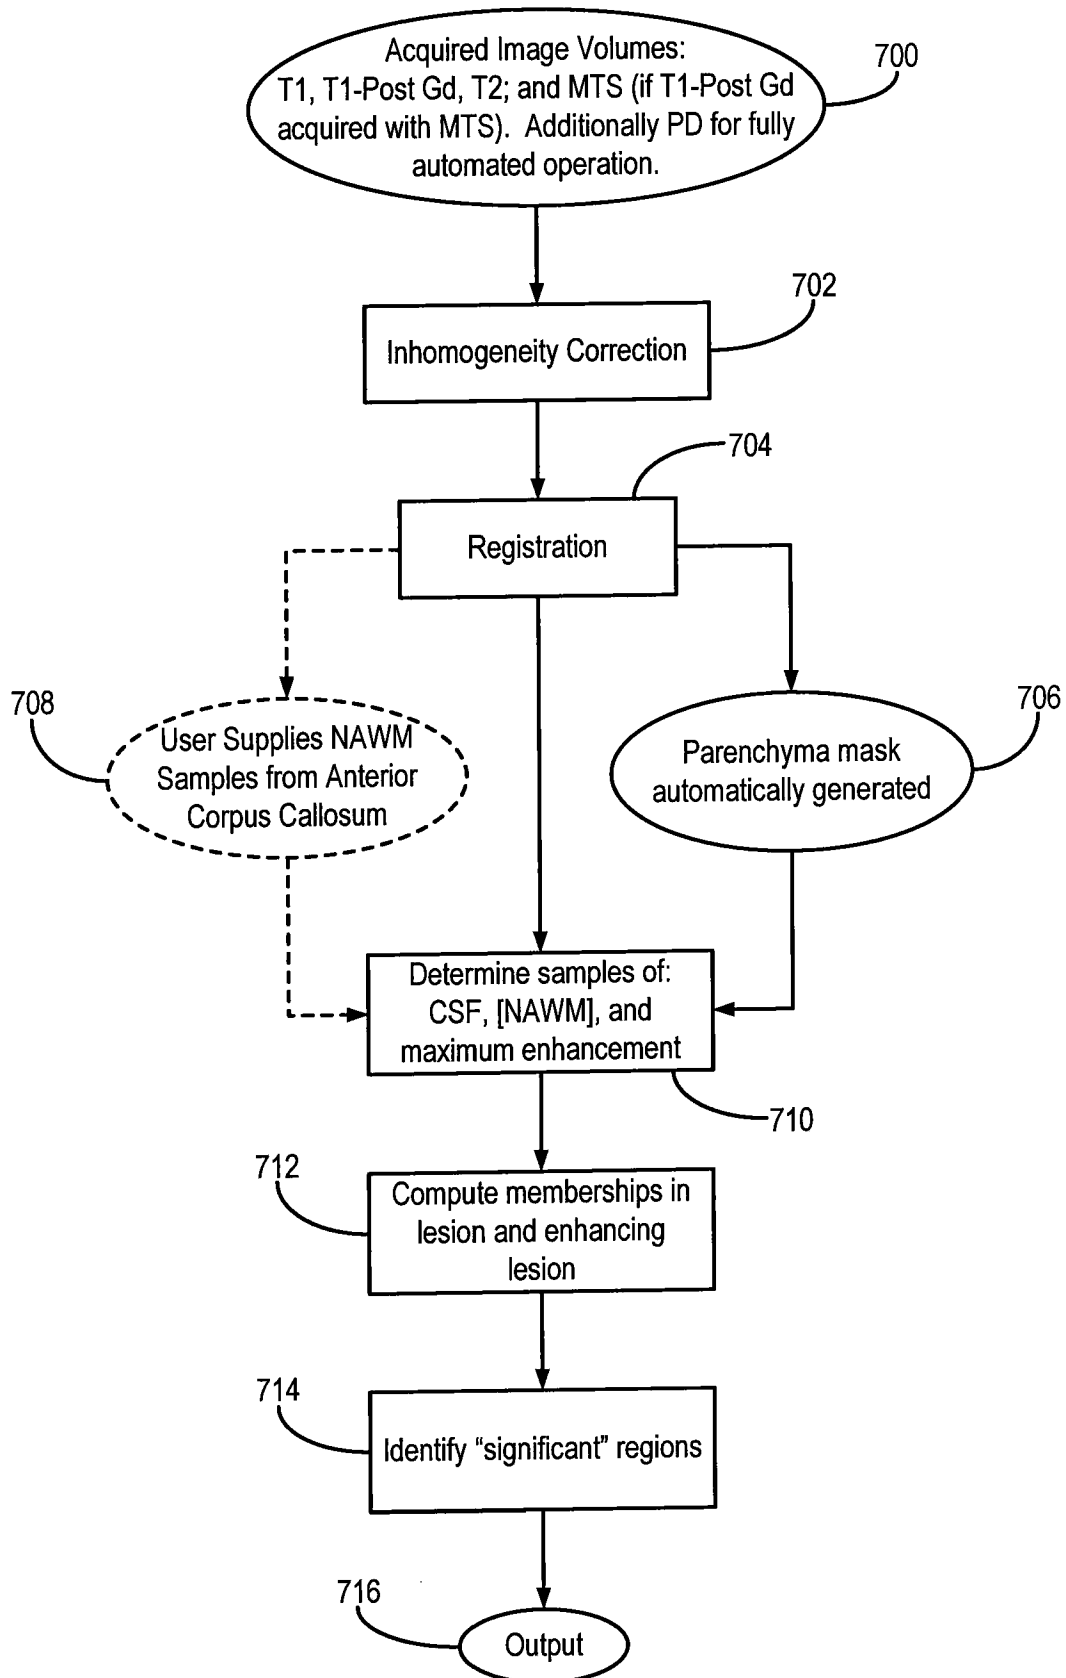 Acquired Image Volumes:
T1, T1-Post Gd, T2; and MTS (if T1-Post Gd
acquired with MTS).  Additionally PD for fully
automated operation.
700
702
Inhomogeneity Correction
704
Registration
708
User Supplies NAWM
Samples from Anterior
Corpus Callosum
706
Parenchyma mask
automatically generated
Determine samples of:
CSF, [NAWM], and
maximum enhancement
710
712
Compute memberships in
lesion and enhancing
lesion
714
Identify “significant” regions
716
Output